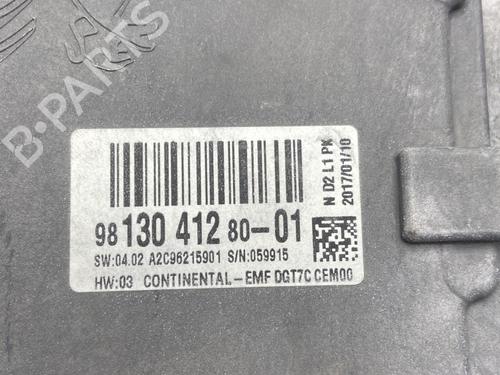 B-PARTS
98 130 412 80-01
SW:04.02 A2C96215901 S/N:059915
HW:03 CONTINENTAL-EMF DGT7C CEM00
N D2 L1 PK
2017/01/10